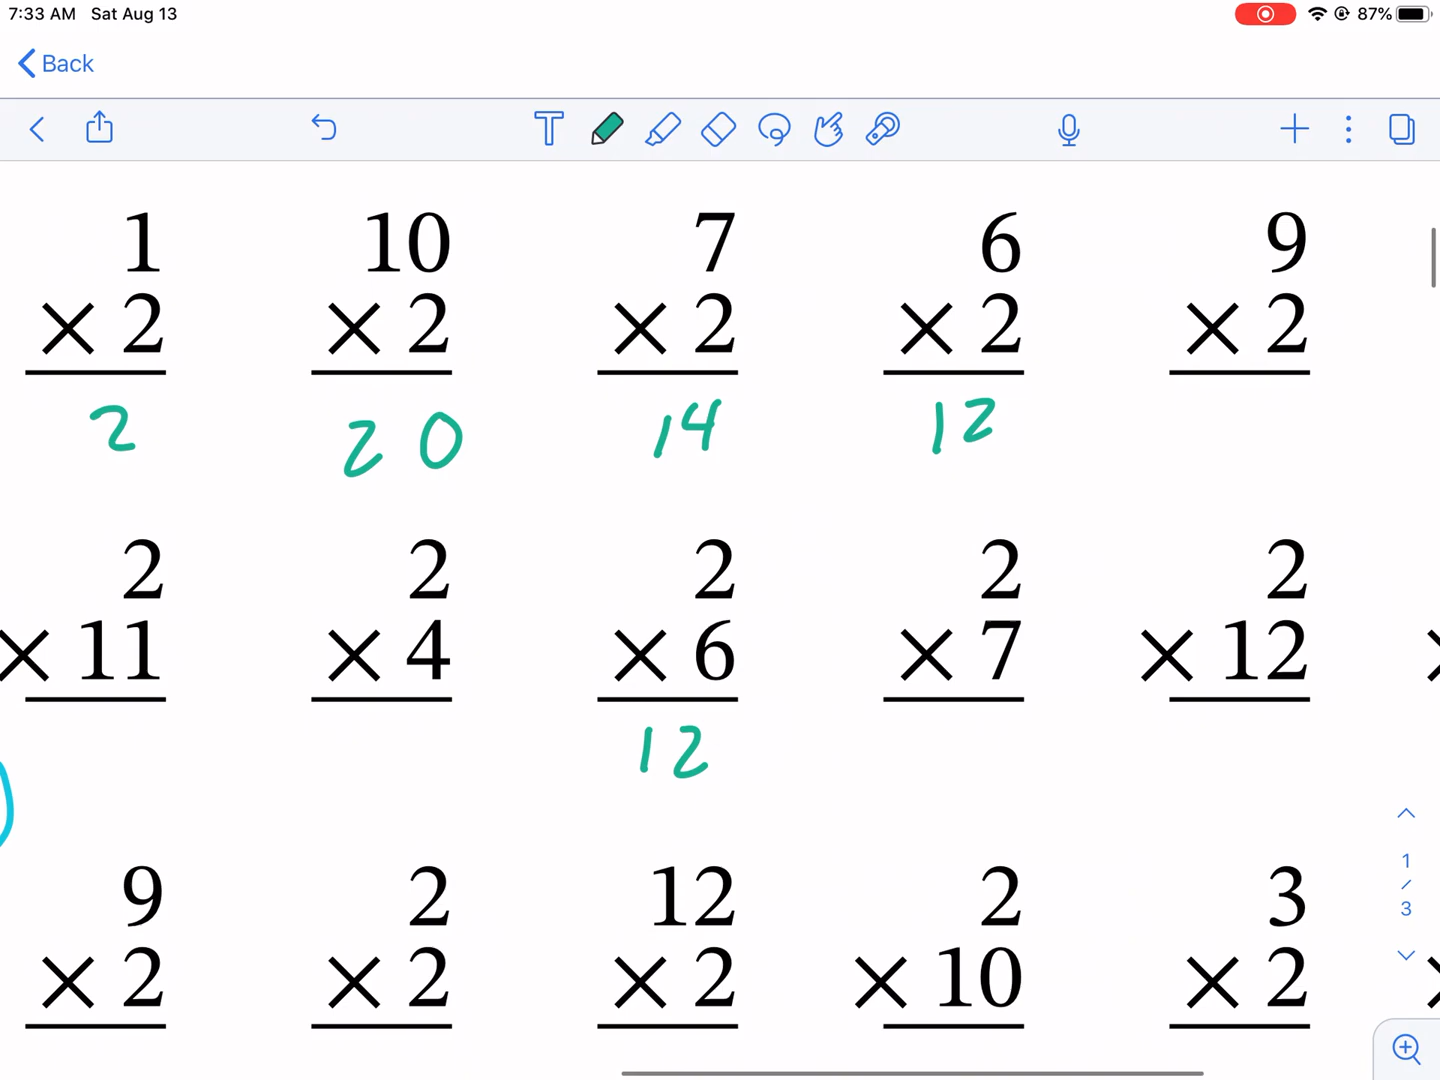 7:33 AM Sat Aug 13 87%
Back
T
1 10 7 6 9
× 2 × 2 × 2 × 2 × 2
2 20 14 12
2 2 2 2 2
× 11 × 4 × 6 × 7 × 12 ×
12
1
/
3
9 2 12 2 3
× 2 × 2 × 2 × 10 × 2 ×